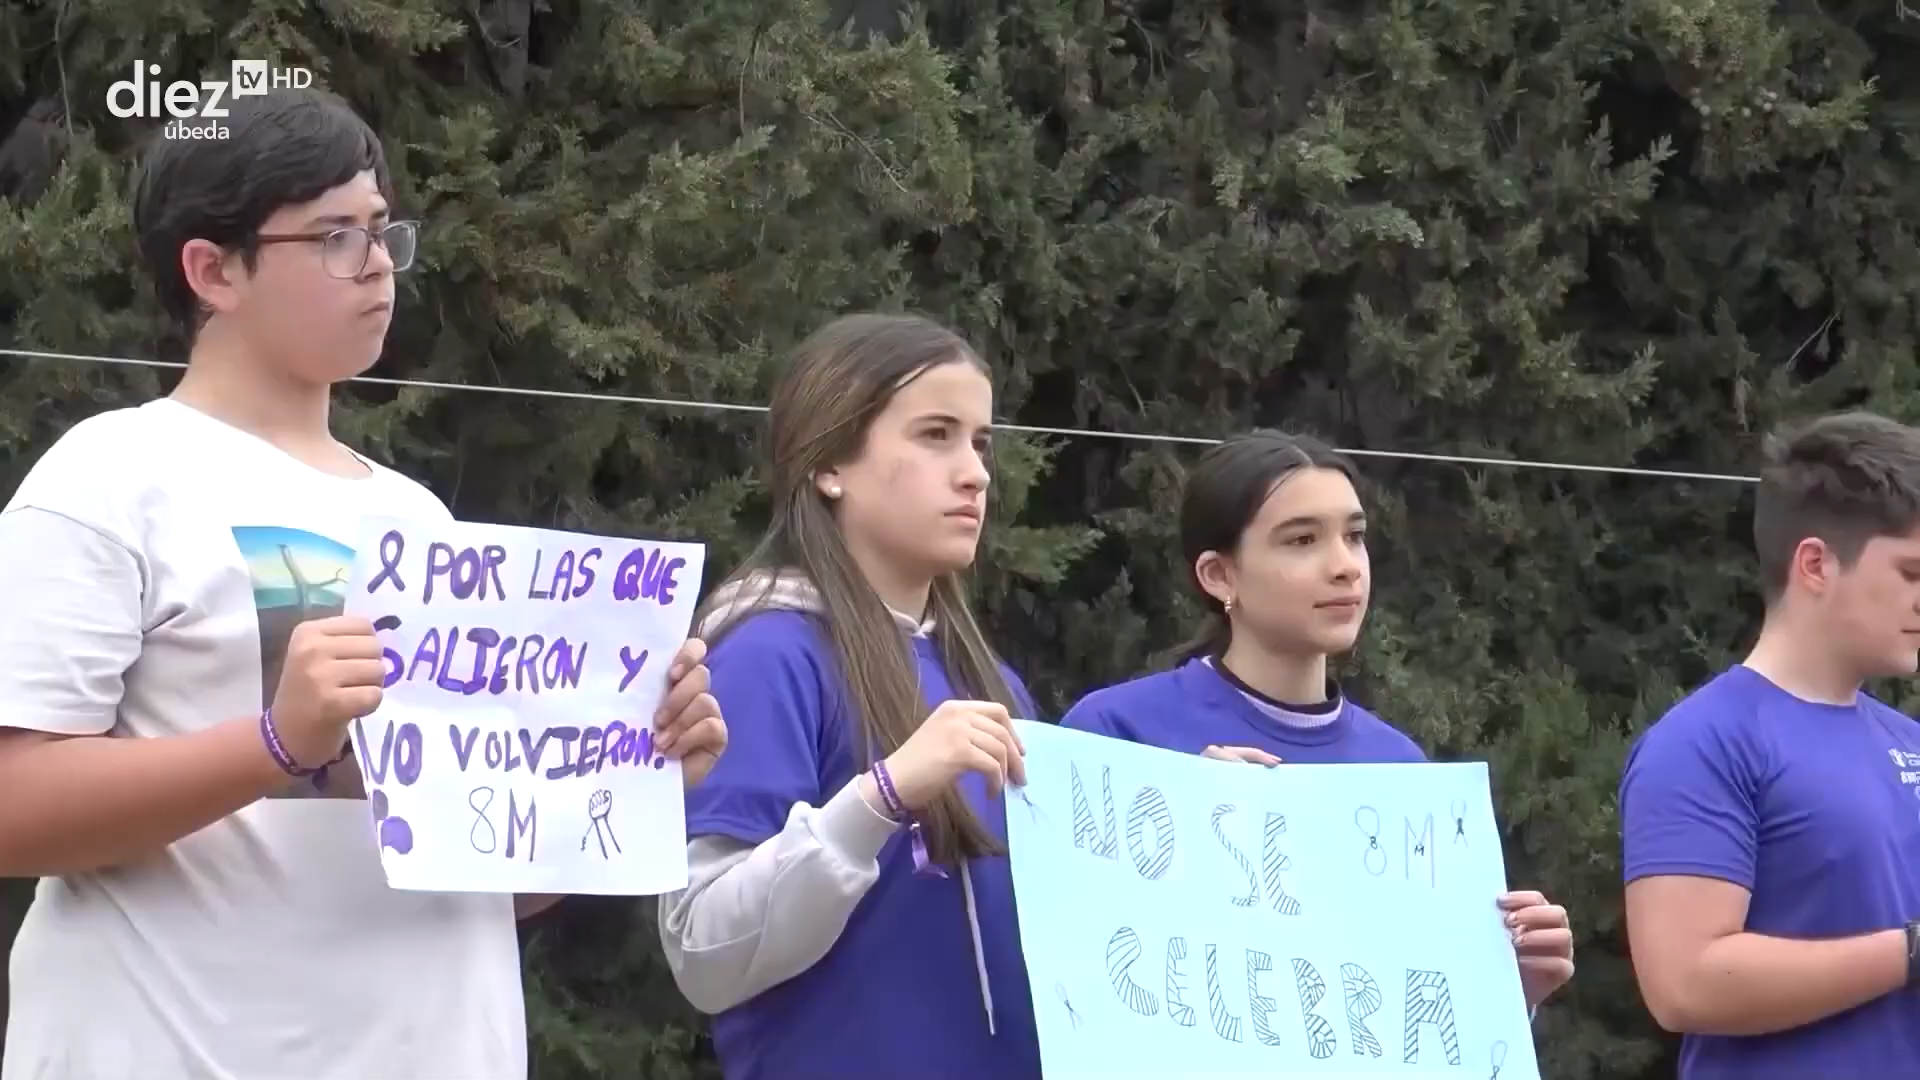 diez tv HD
úbeda
POR LAS QUE
SALIERON Y
NO VOLVIERON!
8M
NO SE 8M
CELEBRA